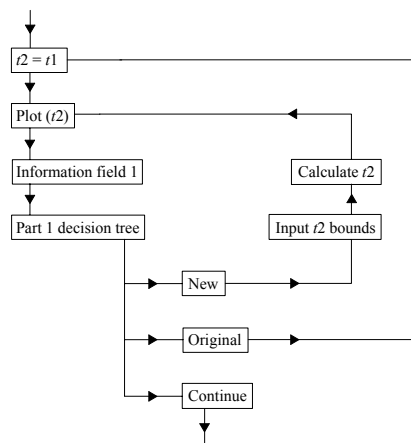 t2 = t1
Plot (t2)
Information field 1
Calculate t2
Part 1 decision tree
Input t2 bounds
New
Original
Continue